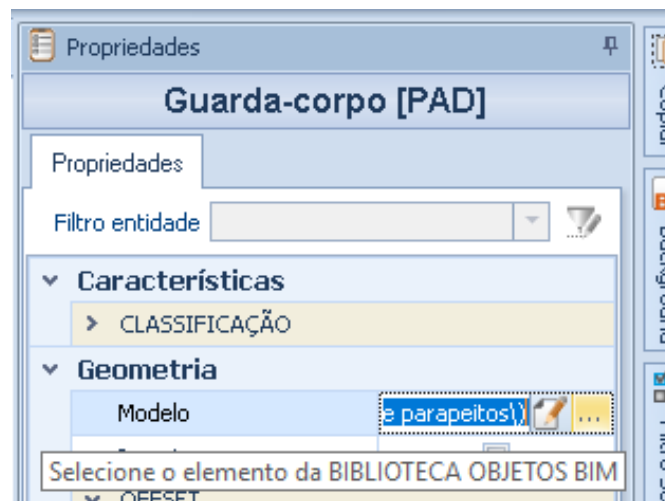 Propriedades
Guarda-corpo [PAD]
Propriedades
Filtro entidade
Características
CLASSIFICAÇÃO
Geometria
Modelo e parapeitos\) ...
Selecione o elemento da BIBLIOTECA OBJETOS BIM
OFFSET